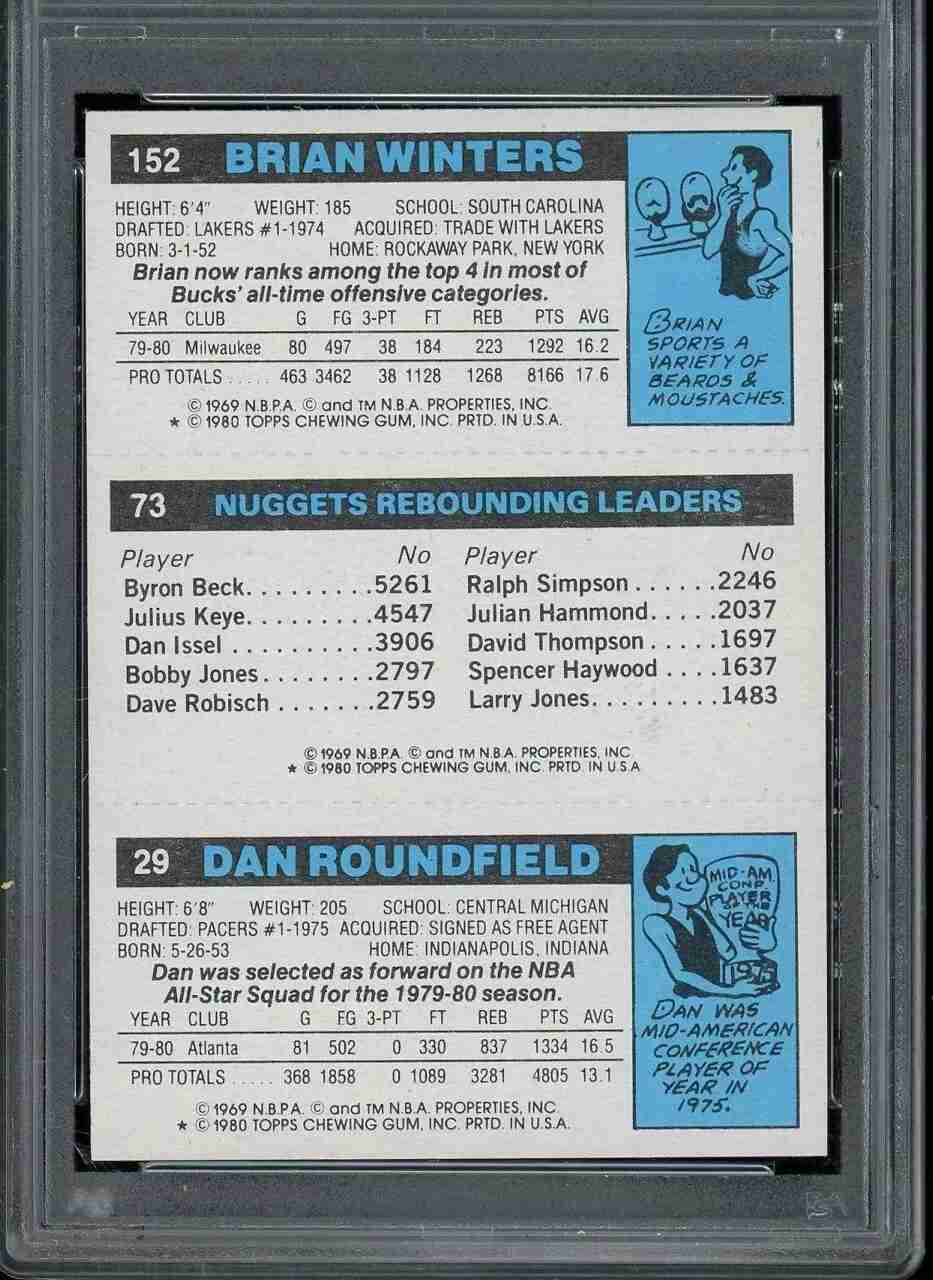 152 BRIAN WINTERS
HEIGHT: 6'4" WEIGHT: 185 SCHOOL: SOUTH CAROLINA
DRAFTED: LAKERS #1-1974 ACQUIRED: TRADE WITH LAKERS
BORN: 3-1-52 HOME: ROCKAWAY PARK, NEW YORK
Brian now ranks among the top 4 in most of
Bucks' all-time offensive categories.
YEAR CLUB G FG 3-PT FT REB PTS AVG
79-80 Milwaukee 80 497 38 184 223 1292 16.2
PRO TOTALS ..... 463 3462 38 1128 1268 8166 17.6
© 1969 N.B.P.A. © and TM N.B.A. PROPERTIES, INC.
★ © 1980 TOPPS CHEWING GUM, INC. PRTD. IN U.S.A.
BRIAN
SPORTS A
VARIETY OF
BEARDS &
MOUSTACHES.
73 NUGGETS REBOUNDING LEADERS
Player No Player No
Byron Beck.........5261 Ralph Simpson......2246
Julius Keye.........4547 Julian Hammond.....2037
Dan Issel.........3906 David Thompson.....1697
Bobby Jones........2797 Spencer Haywood....1637
Dave Robisch.......2759 Larry Jones.........1483
© 1969 N.B.P.A. © and TM N.B.A. PROPERTIES, INC.
★ © 1980 TOPPS CHEWING GUM, INC. PRTD. IN U.S.A.
29 DAN ROUNDFIELD
HEIGHT: 6'8" WEIGHT: 205 SCHOOL: CENTRAL MICHIGAN
DRAFTED: PACERS #1-1975 ACQUIRED: SIGNED AS FREE AGENT
BORN: 5-26-53 HOME: INDIANAPOLIS, INDIANA
Dan was selected as forward on the NBA
All-Star Squad for the 1979-80 season.
YEAR CLUB G FG 3-PT FT REB PTS AVG
79-80 Atlanta 81 502 0 330 837 1334 16.5
PRO TOTALS ..... 368 1858 0 1089 3281 4805 13.1
© 1969 N.B.P.A. © and TM N.B.A. PROPERTIES, INC.
★ © 1980 TOPPS CHEWING GUM, INC. PRTD. IN U.S.A.
MID-AM.
CONF.
PLAYER
OF THE
YEAR
1975
DAN WAS
MID-AMERICAN
CONFERENCE
PLAYER OF
YEAR IN
1975.